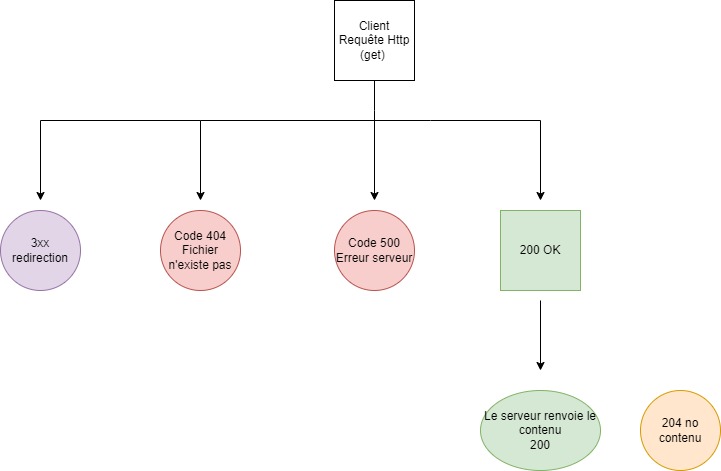 Client
Requête Http
(get)
3xx
redirection
Code 404
Fichier
n'existe pas
Code 500
Erreur serveur
200 OK
Le serveur renvoie le
contenu
200
204 no
contenu